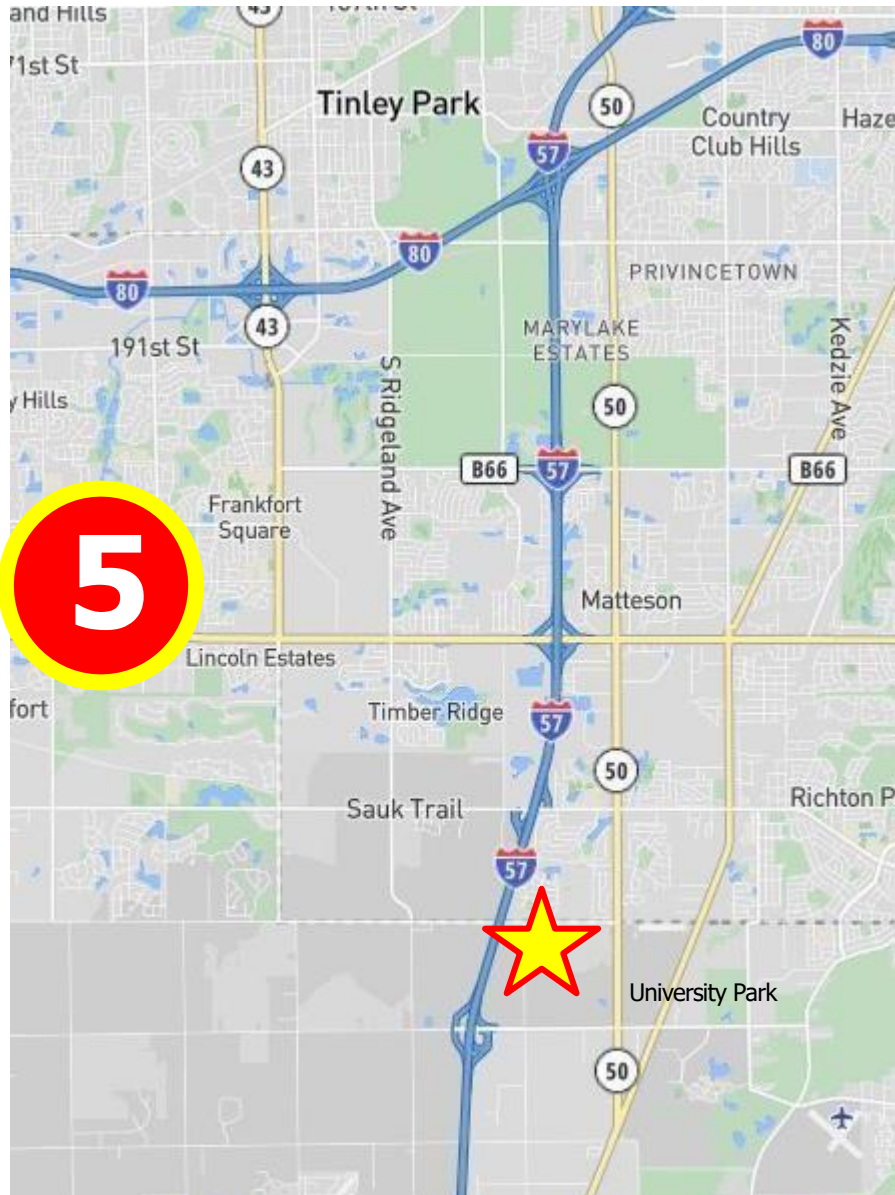 and Hills
43
71st St
Tinley Park
50
80
Country
Club Hills
Haze
57
43
80
PRIVINCETOWN
80
43
MARYLAKE
ESTATES
191st St
Kedzie Ave
S Ridgeland Ave
y Hills
50
B66
57
B66
Frankfort
Square
5
Matteson
Lincoln Estates
fort
Timber Ridge
57
50
Sauk Trail
Richton P
57
University Park
50